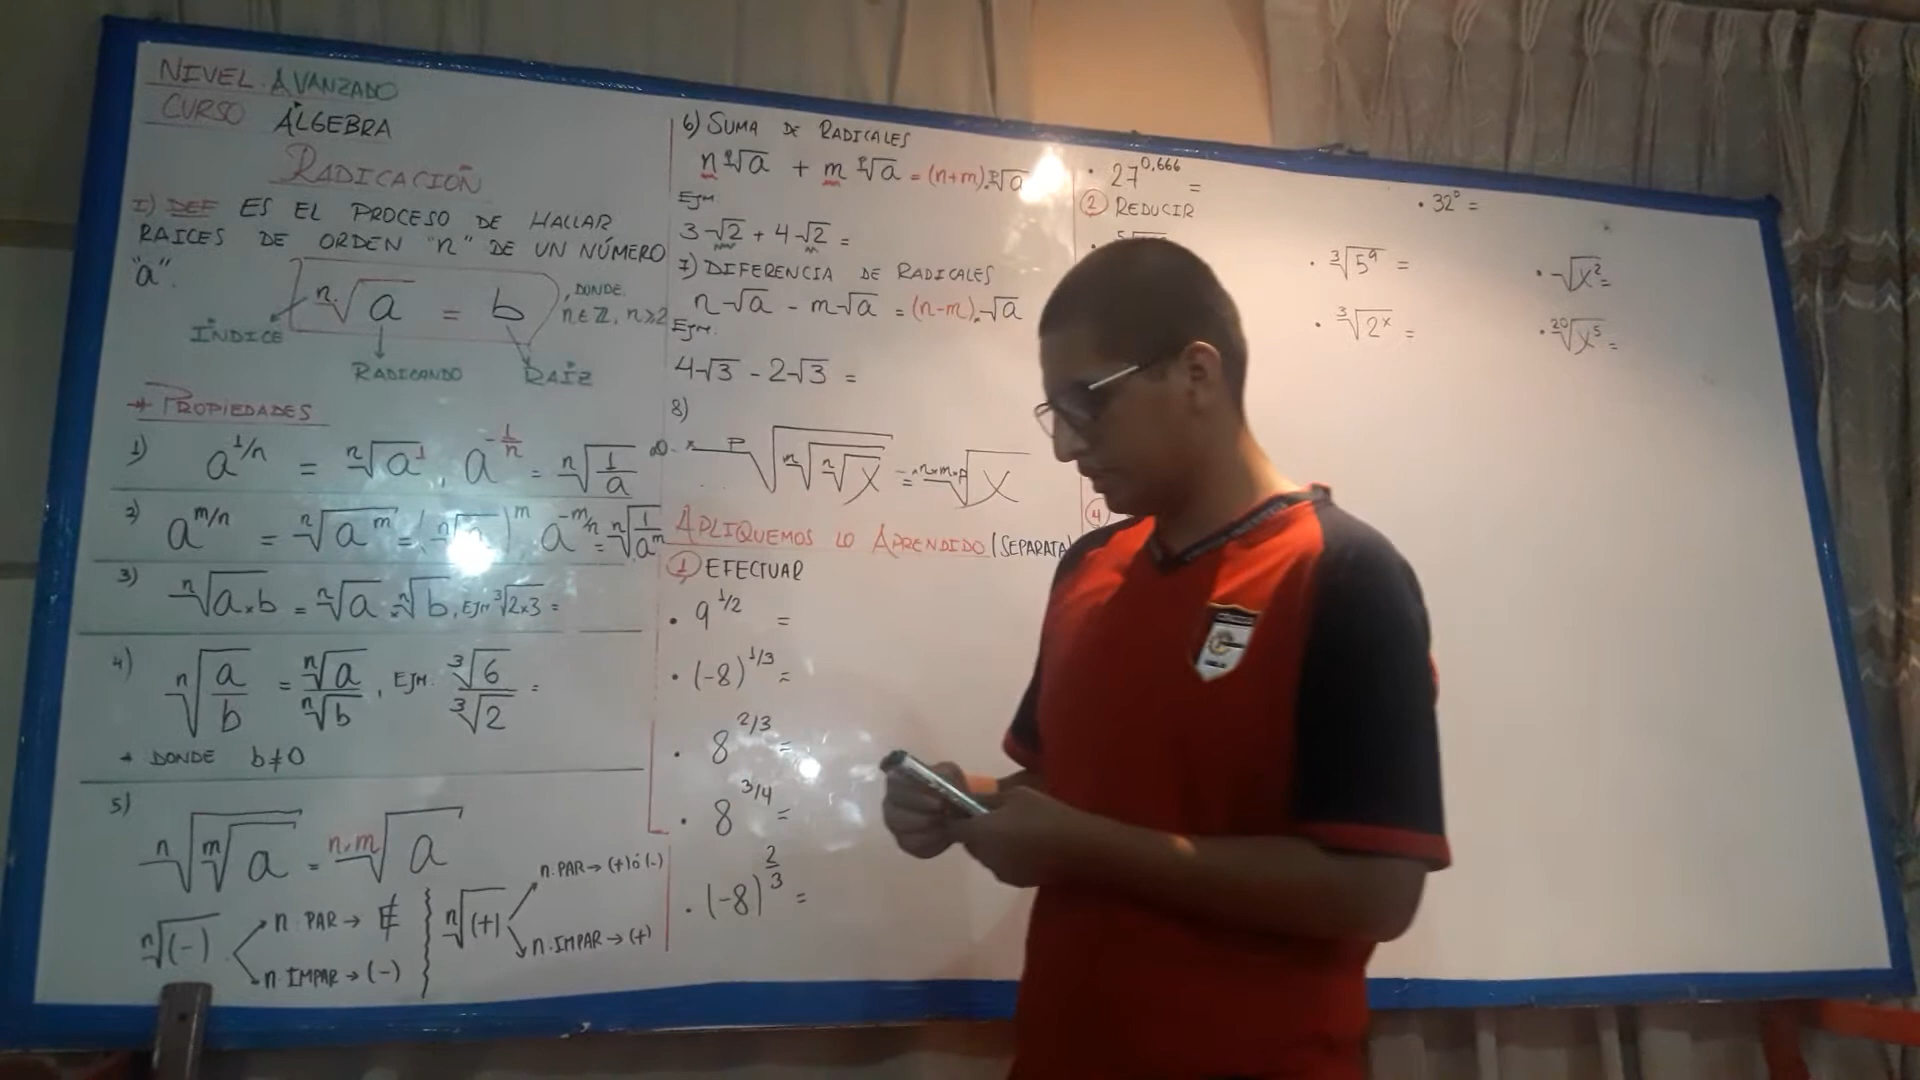 NIVEL AVANZADO
CURSO ÁLGEBRA
RADICACIÓN
I) DEF ES EL PROCESO DE HALLAR
RAICES DE ORDEN "n" DE UN NÚMERO
"a".
ⁿ√a = b, DONDE
n∈ℤ, n≥2
ÍNDICE
RADICANDO
RAÍZ
→ PROPIEDADES
1) a^(1/n) = ⁿ√a¹, a^(-1/n) = ⁿ√(1/a)
2) a^(m/n) = ⁿ√a^m = (ⁿ√ )^m a^(-m/n) = ⁿ√(1/a^m)
3) ⁿ√(a×b) = ⁿ√a × ⁿ√b, EJM ³√(2×3) =
4) ⁿ√(a/b) = ⁿ√a/ⁿ√b, EJM: ³√6/³√2 =
→ DONDE b≠0
5)
ⁿ√(ᵐ√a) = ⁿ·ᵐ√a
ⁿ√(-)
n: PAR → ∄
n: IMPAR → (-)
ⁿ√(+)
n: PAR → (+) ó (-)
n: IMPAR → (+)
6) SUMA DE RADICALES
n ᵖ√a + m ᵖ√a = (n+m).ᵖ√a
EJM
3√2 + 4√2 =
7) DIFERENCIA DE RADICALES
n√a - m√a = (n-m).√a
EJM:
4√3 - 2√3 =
8)
ᵖ√(ᵐ√(ⁿ√x)) = ⁿ·ᵐ·ᵖ√x
APLIQUEMOS LO APRENDIDO (SEPARATA)
① EFECTUAR
• 9^(1/2) =
• (-8)^(1/3) =
• 8^(2/3) =
• 8^(3/4) =
• (-8)^(2/3) =
• 27^0,666 =
• 32⁰ =
② REDUCIR
• ³√5⁹ =
• √x² =
• ³√2ˣ =
• ²⁰√x⁵ =
④